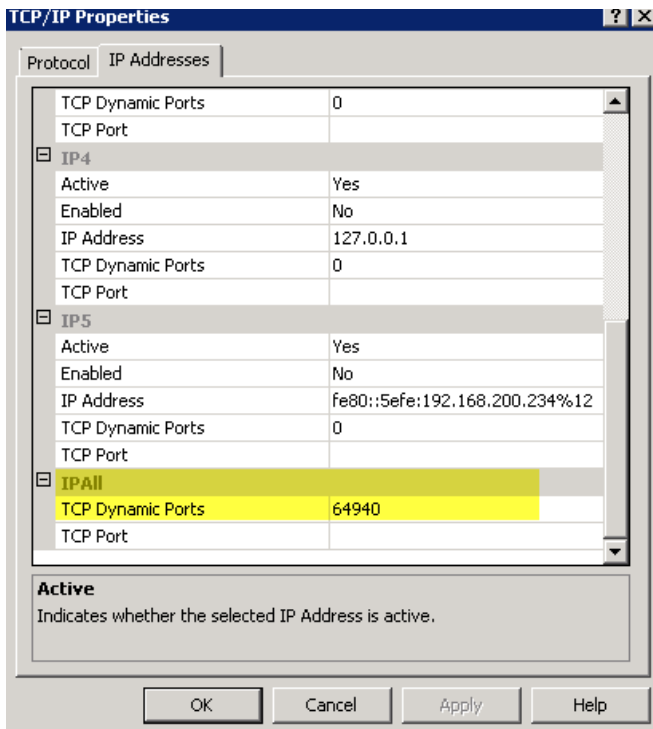 TCP/IP Properties
Protocol IP Addresses
TCP Dynamic Ports 0
TCP Port
IP4
Active Yes
Enabled No
IP Address 127.0.0.1
TCP Dynamic Ports 0
TCP Port
IP5
Active Yes
Enabled No
IP Address fe80::5efe:192.168.200.234%12
TCP Dynamic Ports 0
TCP Port
IPAll
TCP Dynamic Ports 64940
TCP Port
Active
Indicates whether the selected IP Address is active.
OK Cancel Apply Help